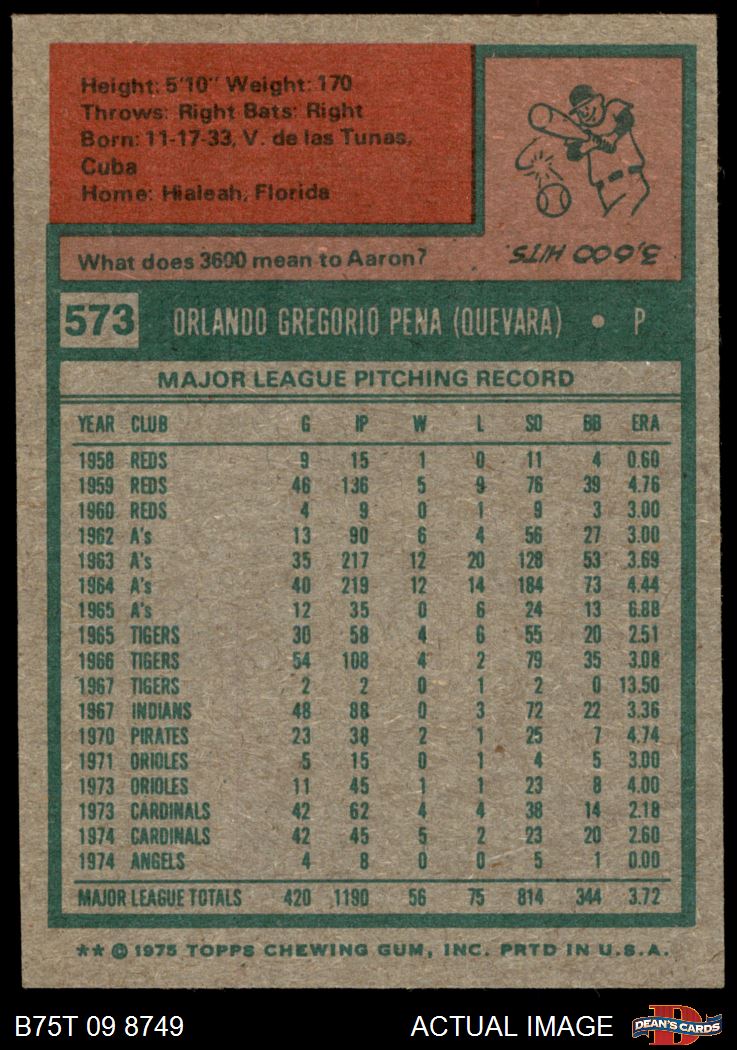 Height: 5'10" Weight: 170
Throws: Right Bats: Right
Born: 11-17-33, V. de las Tunas,
Cuba
Home: Hialeah, Florida
What does 3600 mean to Aaron?
3,600 HITS.
573 ORLANDO GREGORIO PENA (QUEVARA) • P
MAJOR LEAGUE PITCHING RECORD
YEAR CLUB G IP W L SO BB ERA
1958 REDS 9 15 1 0 11 4 0.60
1959 REDS 46 136 5 9 76 39 4.76
1960 REDS 4 9 0 1 9 3 3.00
1962 A's 13 90 6 4 56 27 3.00
1963 A's 35 217 12 20 128 53 3.69
1964 A's 40 219 12 14 184 73 4.44
1965 A's 12 35 0 6 24 13 6.88
1965 TIGERS 30 58 4 6 55 20 2.51
1966 TIGERS 54 108 4 2 79 35 3.08
1967 TIGERS 2 2 0 1 2 0 13.50
1967 INDIANS 48 88 0 3 72 22 3.36
1970 PIRATES 23 38 2 1 25 7 4.74
1971 ORIOLES 5 15 0 1 4 5 3.00
1973 ORIOLES 11 45 1 1 23 8 4.00
1973 CARDINALS 42 62 4 4 38 14 2.18
1974 CARDINALS 42 45 5 2 23 20 2.60
1974 ANGELS 4 8 0 0 5 1 0.00
MAJOR LEAGUE TOTALS 420 1190 56 75 814 344 3.72
** © 1975 TOPPS CHEWING GUM, INC. PRTD IN U.S.A.
B75T 09 8749 ACTUAL IMAGE
DEAN'S CARDS